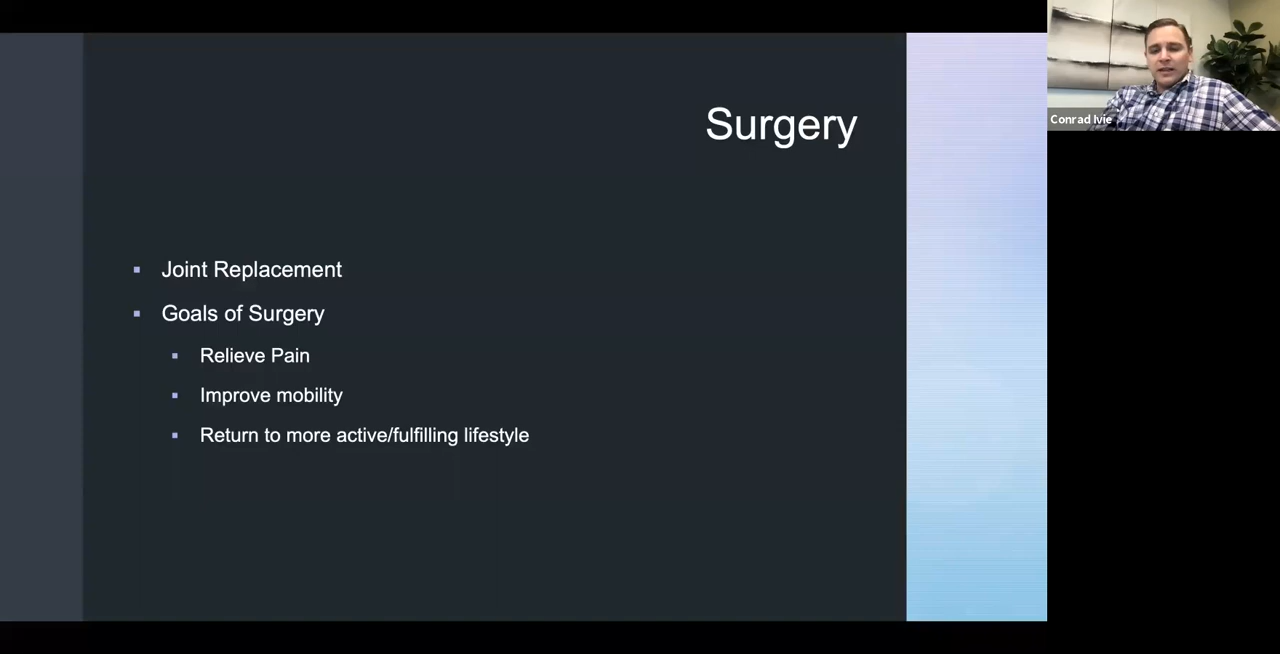 Surgery
Joint Replacement
Goals of Surgery
Relieve Pain
Improve mobility
Return to more active/fulfilling lifestyle
Conrad Ivie